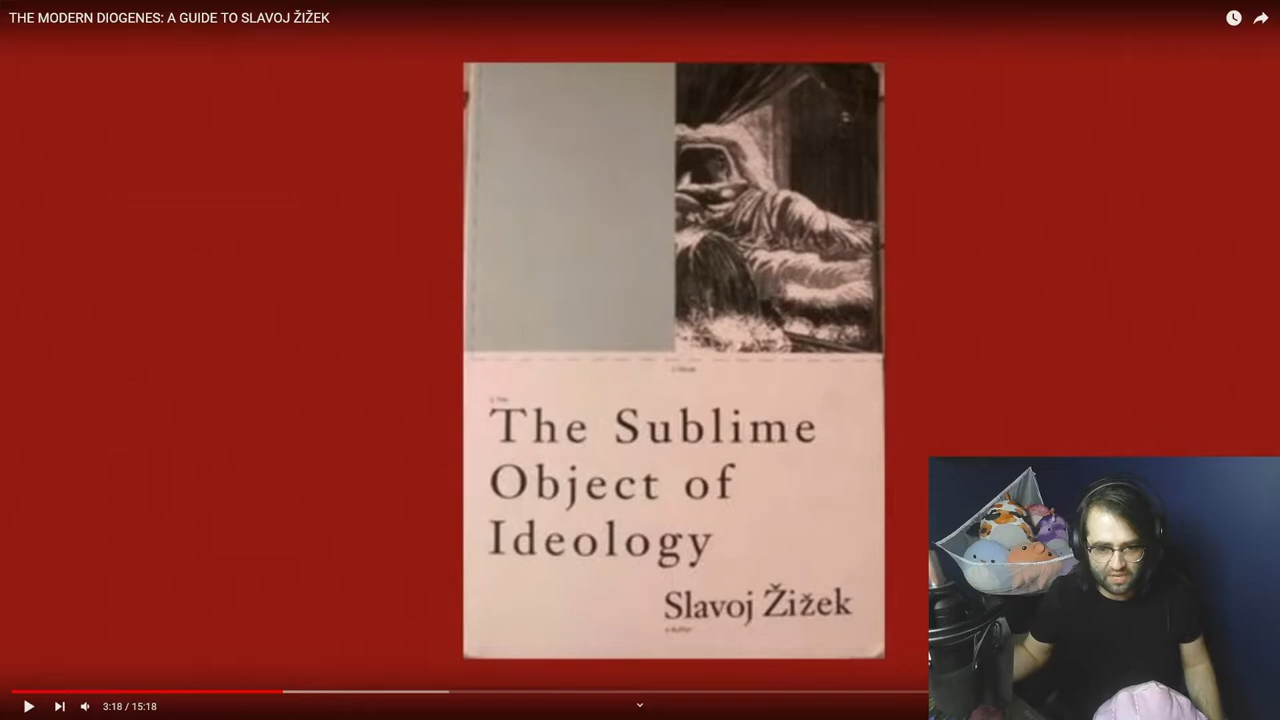 THE MODERN DIOGENES: A GUIDE TO SLAVOJ ŽIŽEK
The Sublime
Object of
Ideology
Slavoj Žižek
3:18 / 15:18